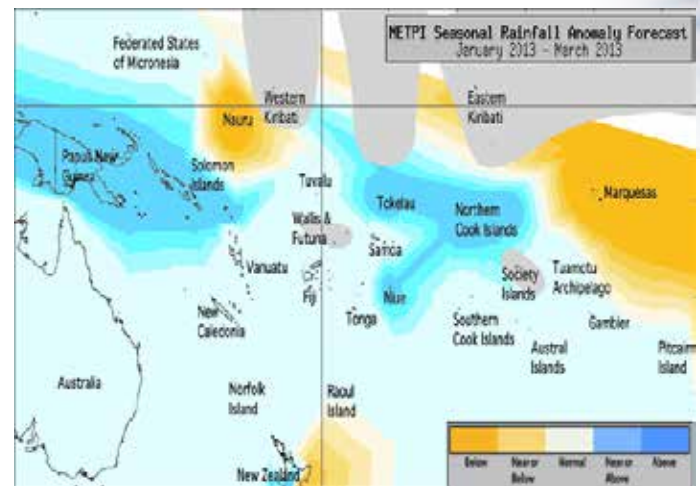 METPI Seasonal Rainfall Anomaly Forecast
January 2013 - March 2013
Federated States
of Micronesia
Nauru
Western
Kiribati
Eastern
Kiribati
Papua New
Guinea
Solomon
Islands
Tuvalu
Tokelau
Northern
Cook Islands
Marquesas
Wallis &
Futuna
Samoa
Vanuatu
Fiji
Niue
Society
Islands
Tuamotu
Archipelago
New
Caledonia
Tonga
Southern
Cook Islands
Gambier
Austral
Islands
Pitcairn
Island
Australia
Norfolk
Island
Raoul
Island
New Zealand
Below
Near or
Below
Normal
Near or
Above
Above